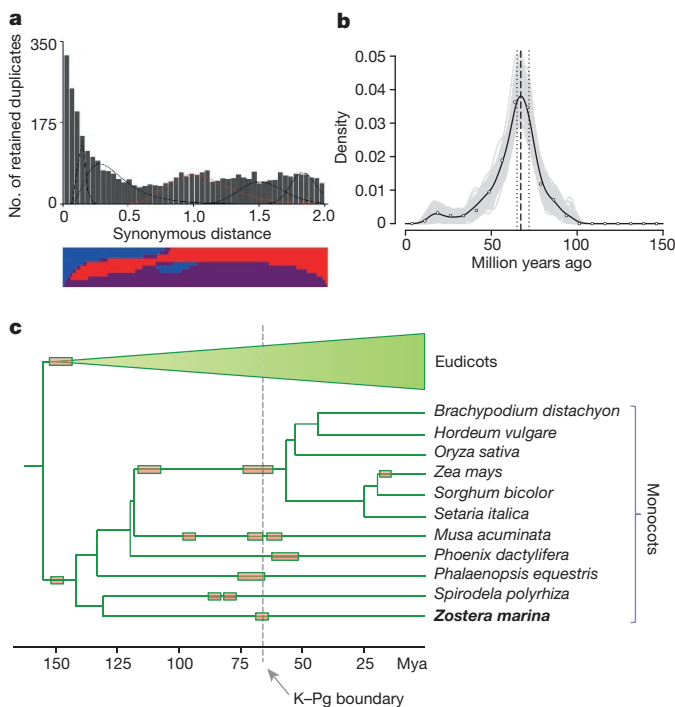 a
350
175
0
No. of retained duplicates
0 0.5 1.0 1.5 2.0
Synonymous distance
b
0.05
0.04
0.03
0.02
0.01
0
Density
0 50 100 150
Million years ago
c
Eudicots
Brachypodium distachyon
Hordeum vulgare
Oryza sativa
Zea mays
Sorghum bicolor
Setaria italica
Musa acuminata
Phoenix dactylifera
Phalaenopsis equestris
Spirodela polyrhiza
Zostera marina
Monocots
150 125 100 75 50 25 Mya
K–Pg boundary